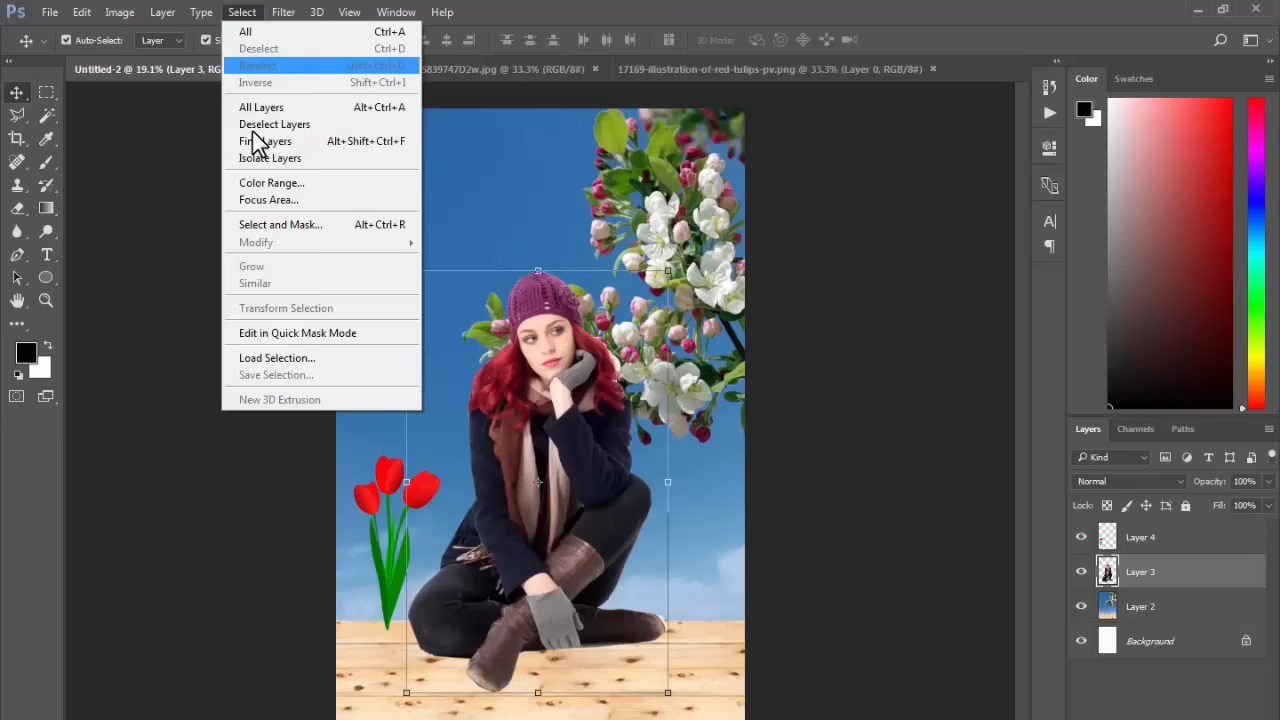 Ps File Edit Image Layer Type Select Filter 3D View Window Help
Auto-Select: Layer 3D Mode:
Untitled-2 @ 19.1% (Layer 3, RG 5839747D2w.jpg @ 33.3% (RGB/8#) × 17169-illustration-of-red-tulips-pv.png @ 33.3% (Layer 0, RGB/8#) ×
All Ctrl+A
Deselect Ctrl+D
Reselect Shift+Ctrl+D
Inverse Shift+Ctrl+I
All Layers Alt+Ctrl+A
Deselect Layers
Layers Alt+Shift+Ctrl+F
Isolate Layers
Color Range...
Focus Area...
Select and Mask... Alt+Ctrl+R
Modify
Grow
Similar
Transform Selection
Edit in Quick Mask Mode
Load Selection...
Save Selection...
New 3D Extrusion
Color Swatches
Layers Channels Paths
Kind
Normal Opacity: 100%
Lock: Fill: 100%
Layer 4
Layer 3
Layer 2
Background